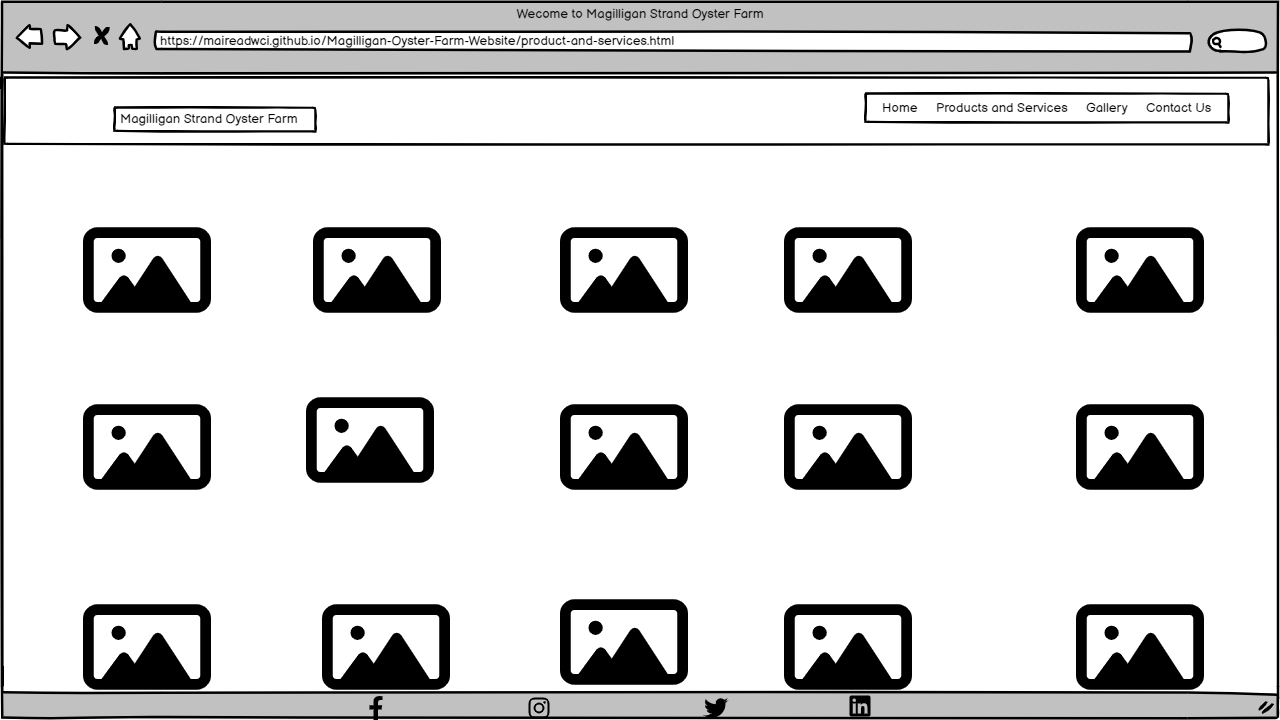 Wecome to Magilligan Strand Oyster Farm
https://maireadwci.github.io/Magilligan-Oyster-Farm-Website/product-and-services.html
Magilligan Strand Oyster Farm
Home Products and Services Gallery Contact Us